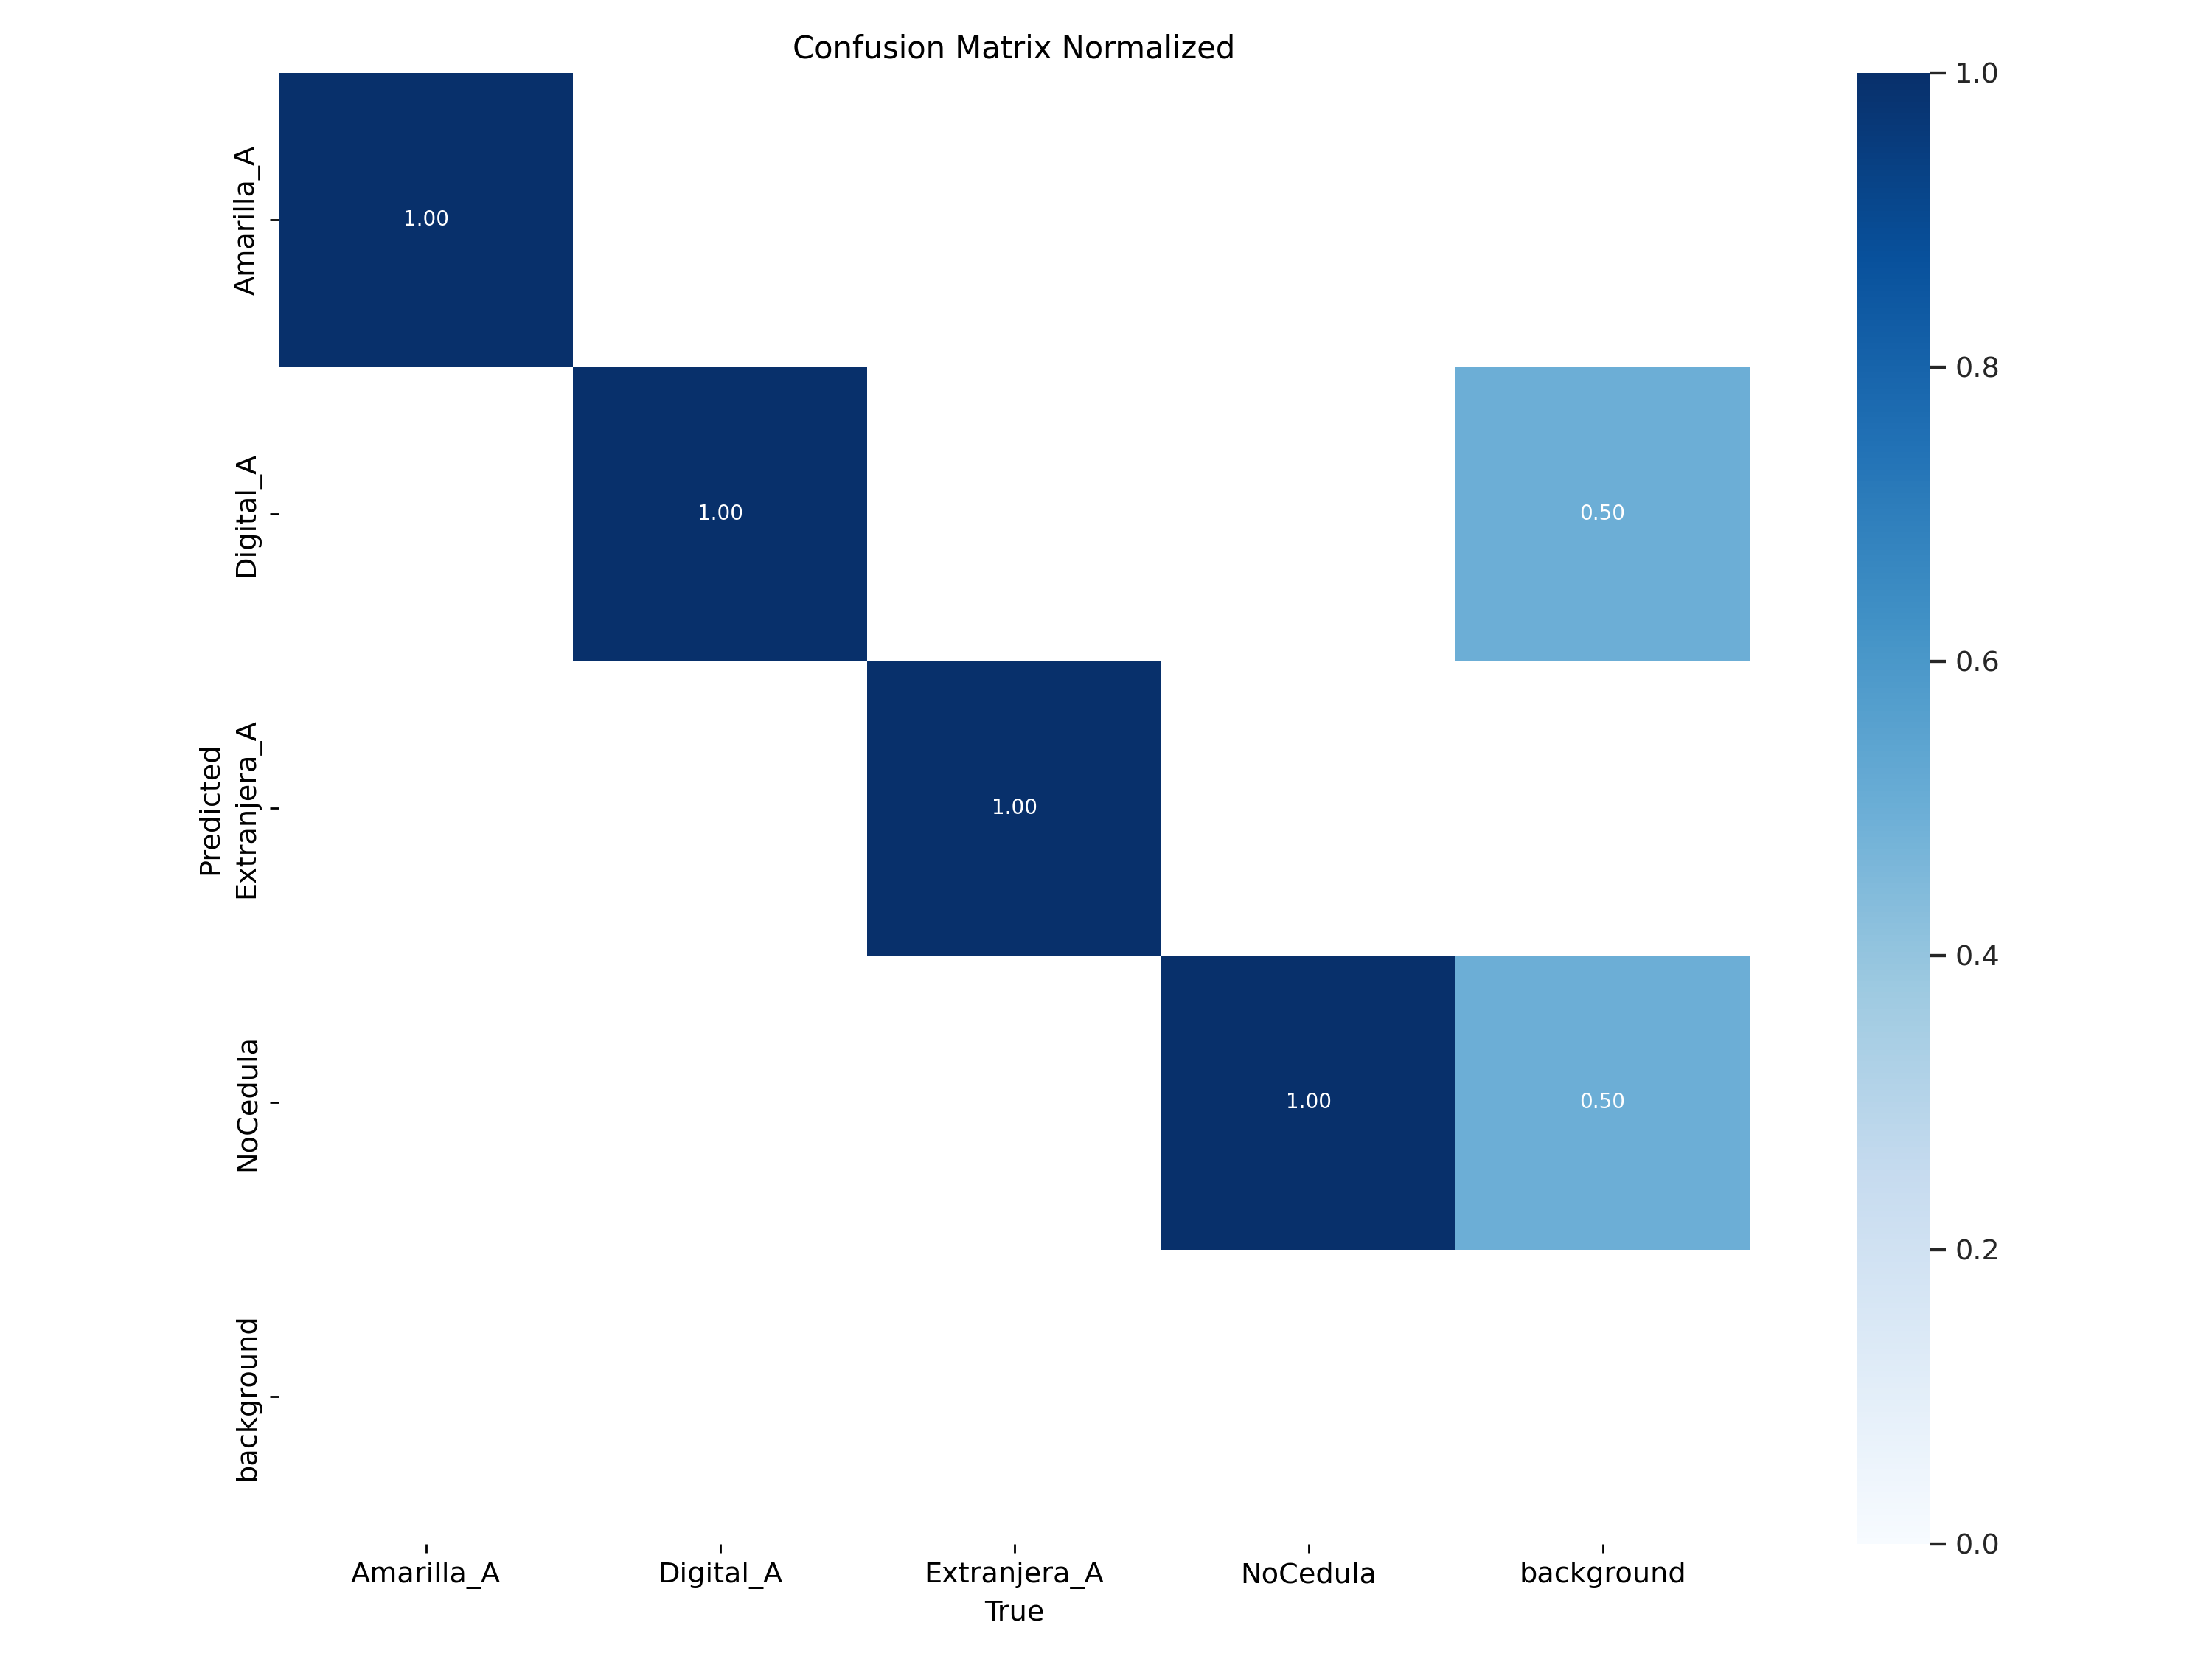 Confusion Matrix Normalized
Amarilla_A
Digital_A
Extranjera_A
NoCedula
background
Predicted
1.00
1.00
0.50
1.00
1.00
0.50
Amarilla_A
Digital_A
Extranjera_A
NoCedula
background
True
1.0
0.8
0.6
0.4
0.2
0.0